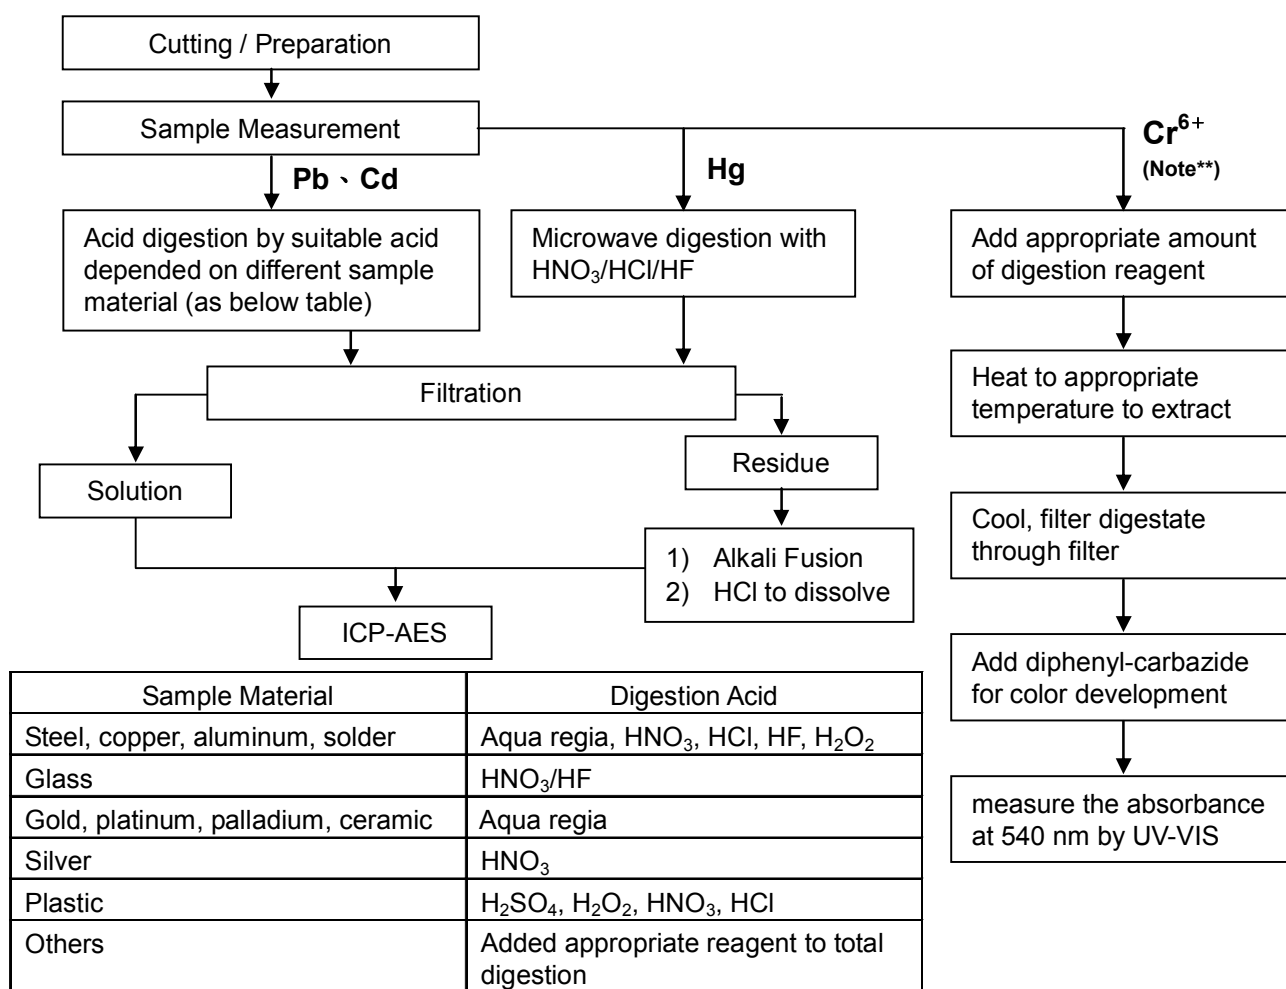 Cutting / Preparation
Sample Measurement
Pb、Cd
Hg
Cr⁶⁺
(Note**)
Acid digestion by suitable acid
depended on different sample
material (as below table)
Microwave digestion with
HNO₃/HCl/HF
Add appropriate amount
of digestion reagent
Filtration
Heat to appropriate
temperature to extract
Solution
Residue
Cool, filter digestate
through filter
1) Alkali Fusion
2) HCl to dissolve
ICP-AES
Add diphenyl-carbazide
for color development
measure the absorbance
at 540 nm by UV-VIS
Sample Material Digestion Acid
Steel, copper, aluminum, solder Aqua regia, HNO₃, HCl, HF, H₂O₂
Glass HNO₃/HF
Gold, platinum, palladium, ceramic Aqua regia
Silver HNO₃
Plastic H₂SO₄, H₂O₂, HNO₃, HCl
Others Added appropriate reagent to total
digestion